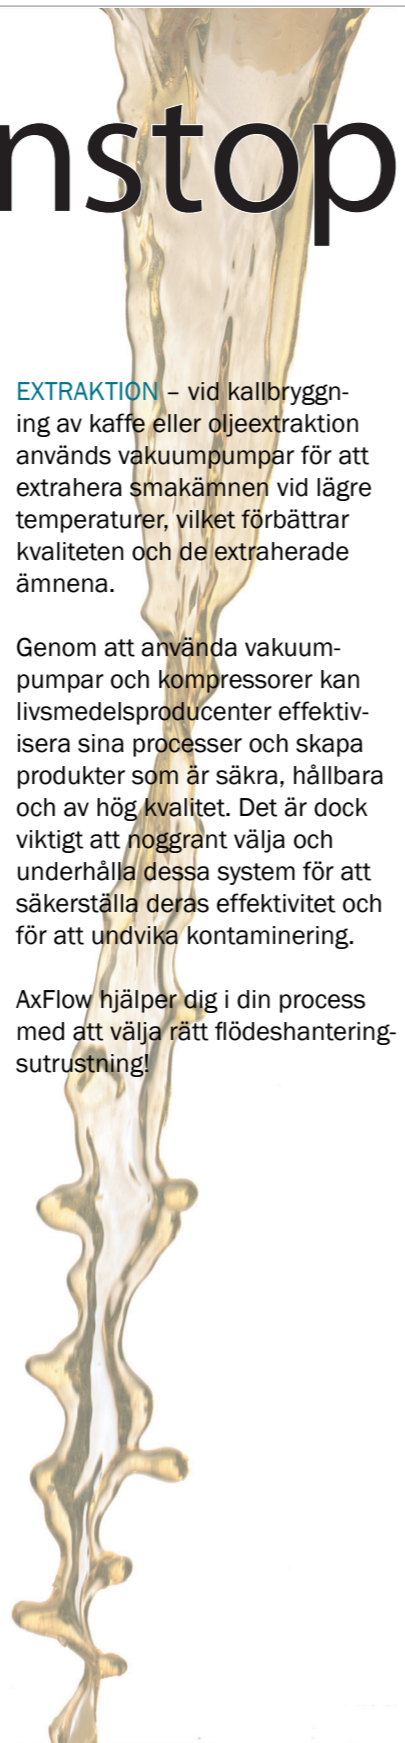 nstop
EXTRAKTION – vid kallbryggn-
ing av kaffe eller oljeextraktion
används vakuumpumpar för att
extrahera smakämnen vid lägre
temperaturer, vilket förbättrar
kvaliteten och de extraherade
ämnena.
Genom att använda vakuum-
pumpar och kompressorer kan
livsmedelsproducenter effektiv-
isera sina processer och skapa
produkter som är säkra, hållbara
och av hög kvalitet. Det är dock
viktigt att noggrant välja och
underhålla dessa system för att
säkerställa deras effektivitet och
för att undvika kontaminering.
AxFlow hjälper dig i din process
med att välja rätt flödeshantering-
sutrustning!